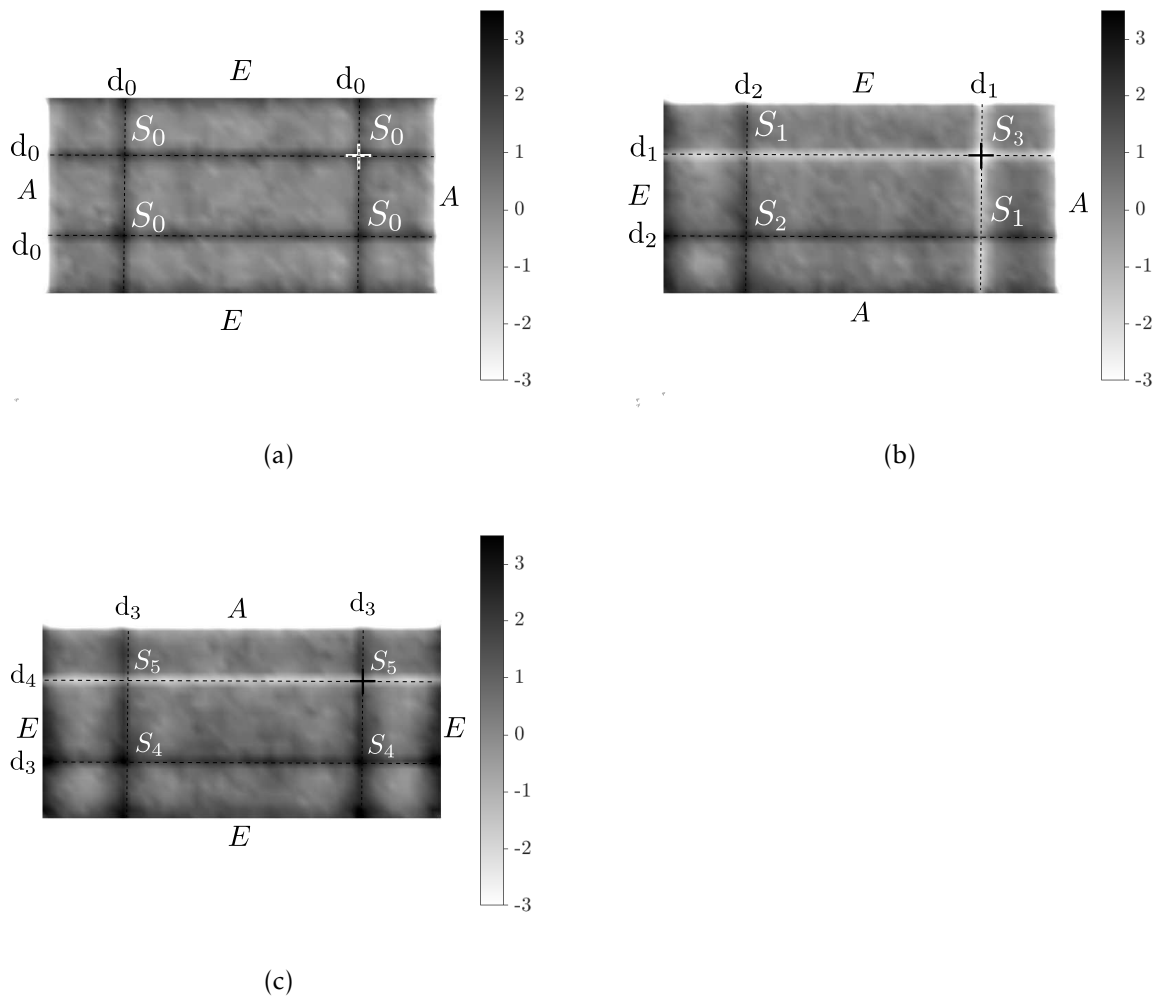 E
d₀ d₀
S₀ S₀
d₀
A A
S₀ S₀
d₀
E
3
2
1
0
-1
-2
-3
(a)
E
d₂ d₁
S₁ S₃
d₁
E A
S₂ S₁
d₂
A
3
2
1
0
-1
-2
-3
(b)
d₃ A d₃
S₅ S₅
d₄
E E
S₄ S₄
d₃
E
3
2
1
0
-1
-2
-3
(c)